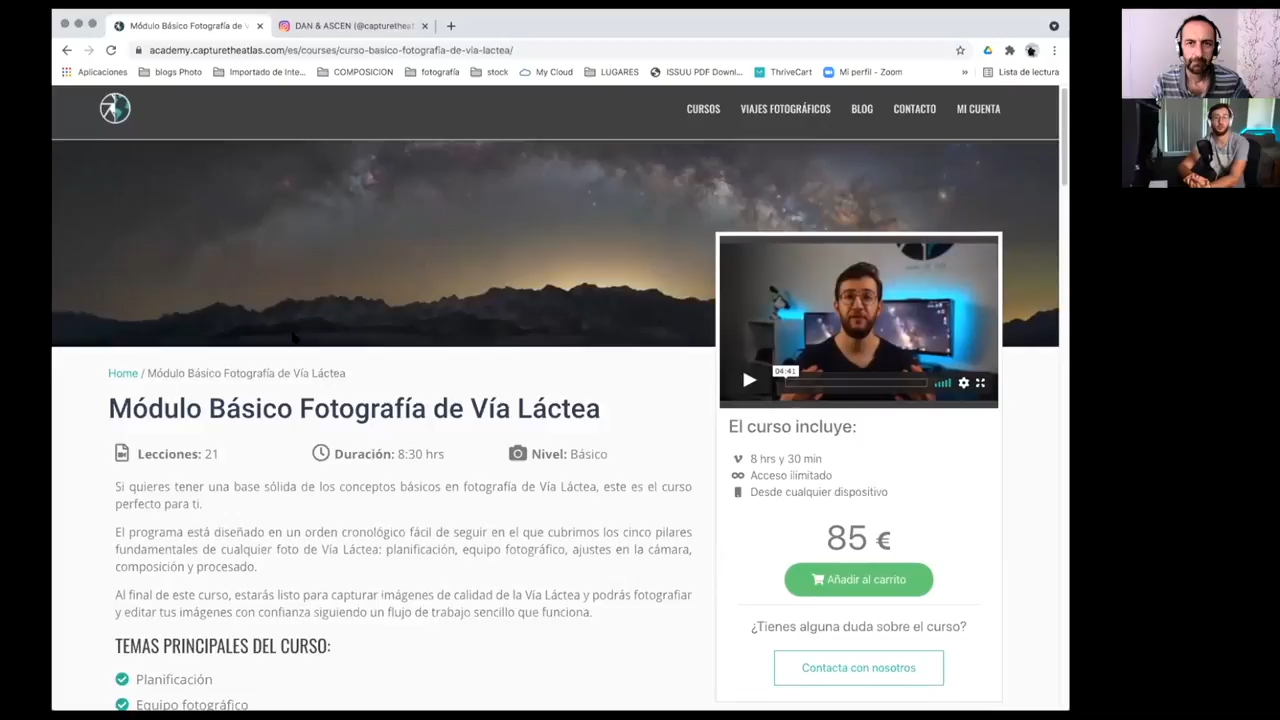 Módulo Básico Fotografía de V
DAN & ASCEN (@capturetheat
academy.capturetheatlas.com/es/courses/curso-basico-fotografia-de-via-lactea/
Aplicaciones
blogs Photo
Importado de Inte...
COMPOSICION
fotografía
stock
My Cloud
LUGARES
ISSUU PDF Downl...
ThriveCart
Mi perfil - Zoom
»
Lista de lectura
CURSOS
VIAJES FOTOGRÁFICOS
BLOG
CONTACTO
MI CUENTA
04:41
Home / Módulo Básico Fotografía de Vía Láctea
Módulo Básico Fotografía de Vía Láctea
Lecciones: 21
Duración: 8:30 hrs
Nivel: Básico
Si quieres tener una base sólida de los conceptos básicos en fotografía de Vía Láctea, este es el curso
perfecto para ti.
El programa está diseñado en un orden cronológico fácil de seguir en el que cubrimos los cinco pilares
fundamentales de cualquier foto de Vía Láctea: planificación, equipo fotográfico, ajustes en la cámara,
composición y procesado.
Al final de este curso, estarás listo para capturar imágenes de calidad de la Vía Láctea y podrás fotografiar
y editar tus imágenes con confianza siguiendo un flujo de trabajo sencillo que funciona.
TEMAS PRINCIPALES DEL CURSO:
Planificación
Equipo fotográfico
El curso incluye:
8 hrs y 30 min
Acceso ilimitado
Desde cualquier dispositivo
85 €
Añadir al carrito
¿Tienes alguna duda sobre el curso?
Contacta con nosotros